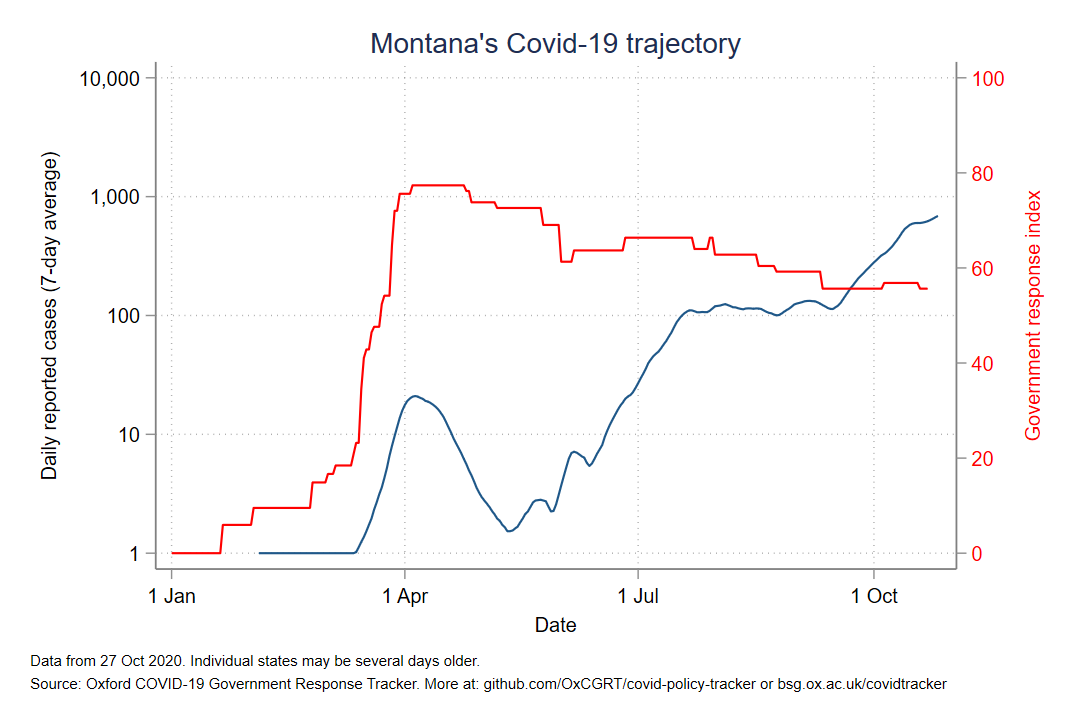 Montana's Covid-19 trajectory
10,000
1,000
100
10
1
Daily reported cases (7-day average)
100
80
60
40
20
0
Government response index
1 Jan
1 Apr
1 Jul
1 Oct
Date
Data from 27 Oct 2020. Individual states may be several days older.
Source: Oxford COVID-19 Government Response Tracker. More at: github.com/OxCGRT/covid-policy-tracker or bsg.ox.ac.uk/covidtracker